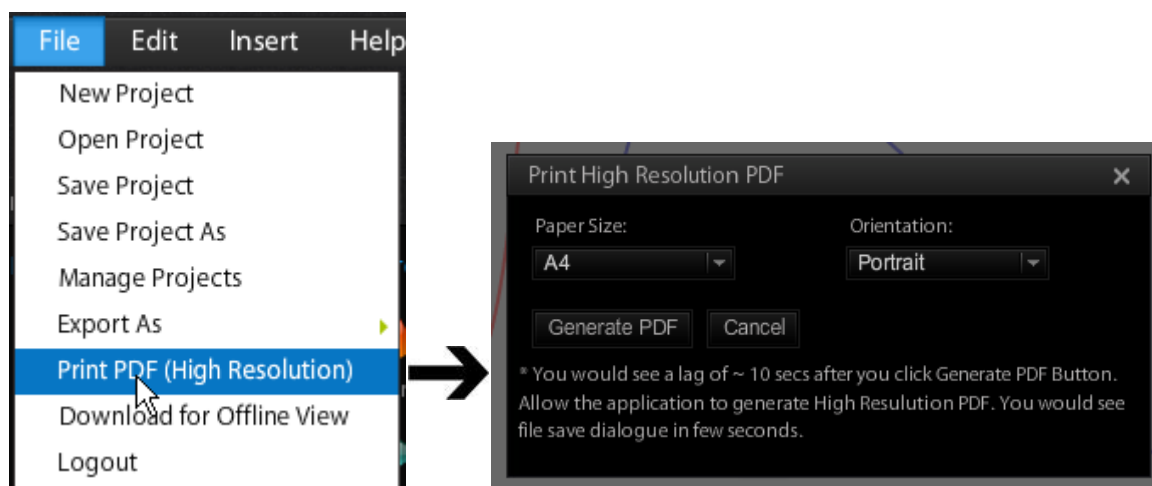 File Edit Insert Help
New Project
Open Project
Save Project
Save Project As
Manage Projects
Export As
Print PDF (High Resolution)
Download for Offline View
Logout
Print High Resolution PDF
Paper Size: Orientation:
A4 Portrait
Generate PDF Cancel
* You would see a lag of ~ 10 secs after you click Generate PDF Button.
Allow the application to generate High Resulution PDF. You would see
file save dialogue in few seconds.